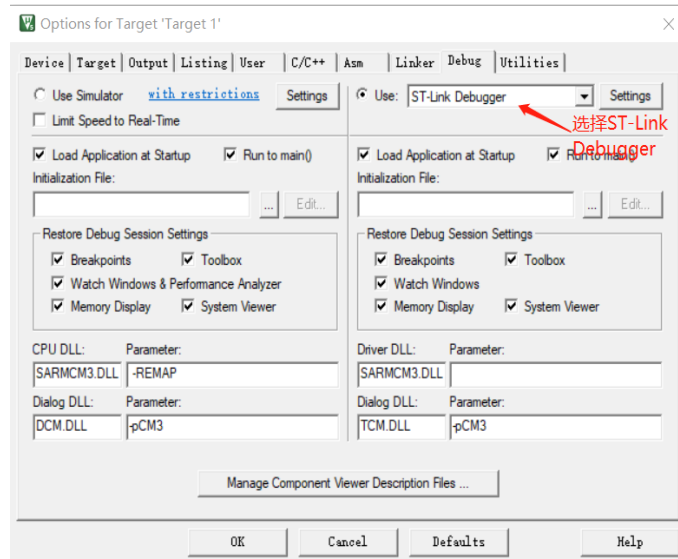 Options for Target 'Target 1'
Device Target Output Listing User C/C++ Asm Linker Debug Utilities
Use Simulator with restrictions Settings
Limit Speed to Real-Time
Use: ST-Link Debugger Settings
选择ST-Link
Debugger
Load Application at Startup Run to main()
Initialization File:
... Edit...
Restore Debug Session Settings
Breakpoints Toolbox
Watch Windows & Performance Analyzer
Memory Display System Viewer
CPU DLL: Parameter:
SARMCM3.DLL -REMAP
Dialog DLL: Parameter:
DCM.DLL -pCM3
Load Application at Startup Run to main()
Initialization File:
... Edit...
Restore Debug Session Settings
Breakpoints Toolbox
Watch Windows
Memory Display System Viewer
Driver DLL: Parameter:
SARMCM3.DLL
Dialog DLL: Parameter:
TCM.DLL -pCM3
Manage Component Viewer Description Files ...
OK Cancel Defaults Help